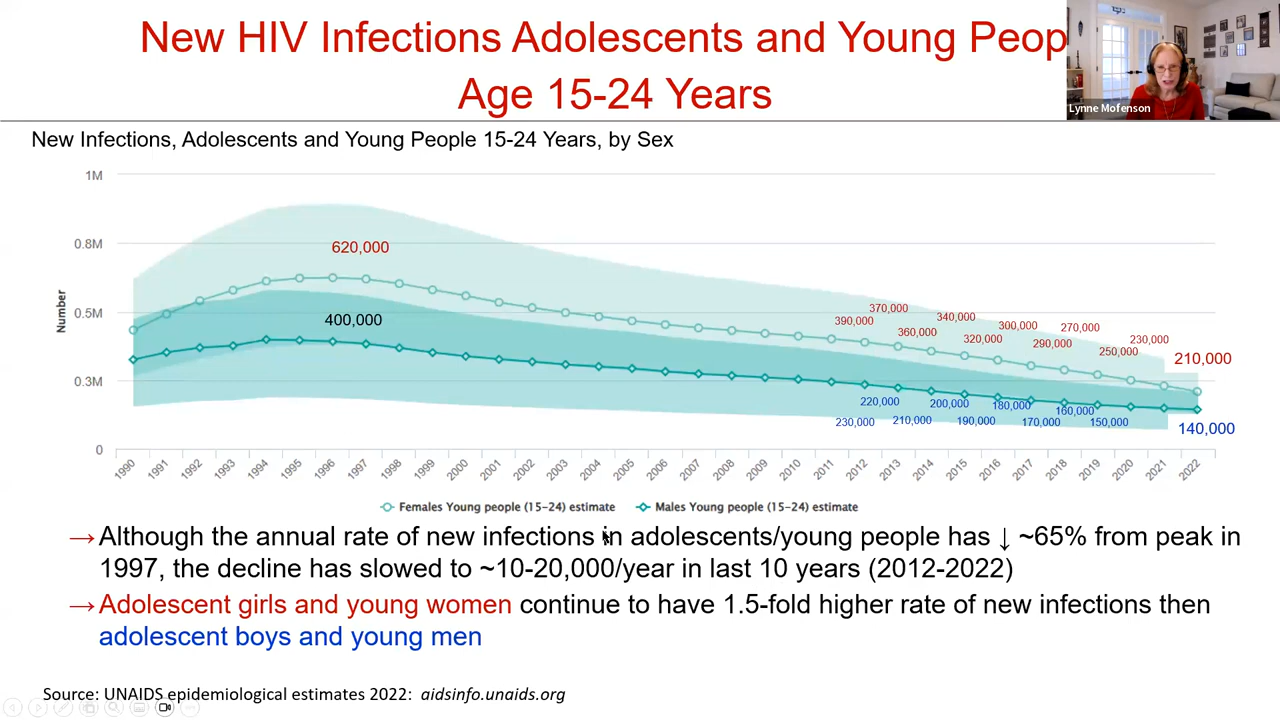 New HIV Infections Adolescents and Young Peop
Age 15-24 Years
Lynne Mofenson
New Infections, Adolescents and Young People 15-24 Years, by Sex
1M
0.8M
0.5M
0.3M
0
Number
620,000
400,000
390,000
370,000
360,000
340,000
320,000
300,000
290,000
270,000
250,000
230,000
210,000
230,000
220,000
210,000
200,000
190,000
180,000
170,000
160,000
150,000
140,000
1990 1991 1992 1993 1994 1995 1996 1997 1998 1999 2000 2001 2002 2003 2004 2005 2006 2007 2008 2009 2010 2011 2012 2013 2014 2015 2016 2017 2018 2019 2020 2021 2022
Females Young people (15-24) estimate Males Young people (15-24) estimate
→Although the annual rate of new infections in adolescents/young people has ↓ ~65% from peak in
1997, the decline has slowed to ~10-20,000/year in last 10 years (2012-2022)
→Adolescent girls and young women continue to have 1.5-fold higher rate of new infections then
adolescent boys and young men
Source: UNAIDS epidemiological estimates 2022: aidsinfo.unaids.org